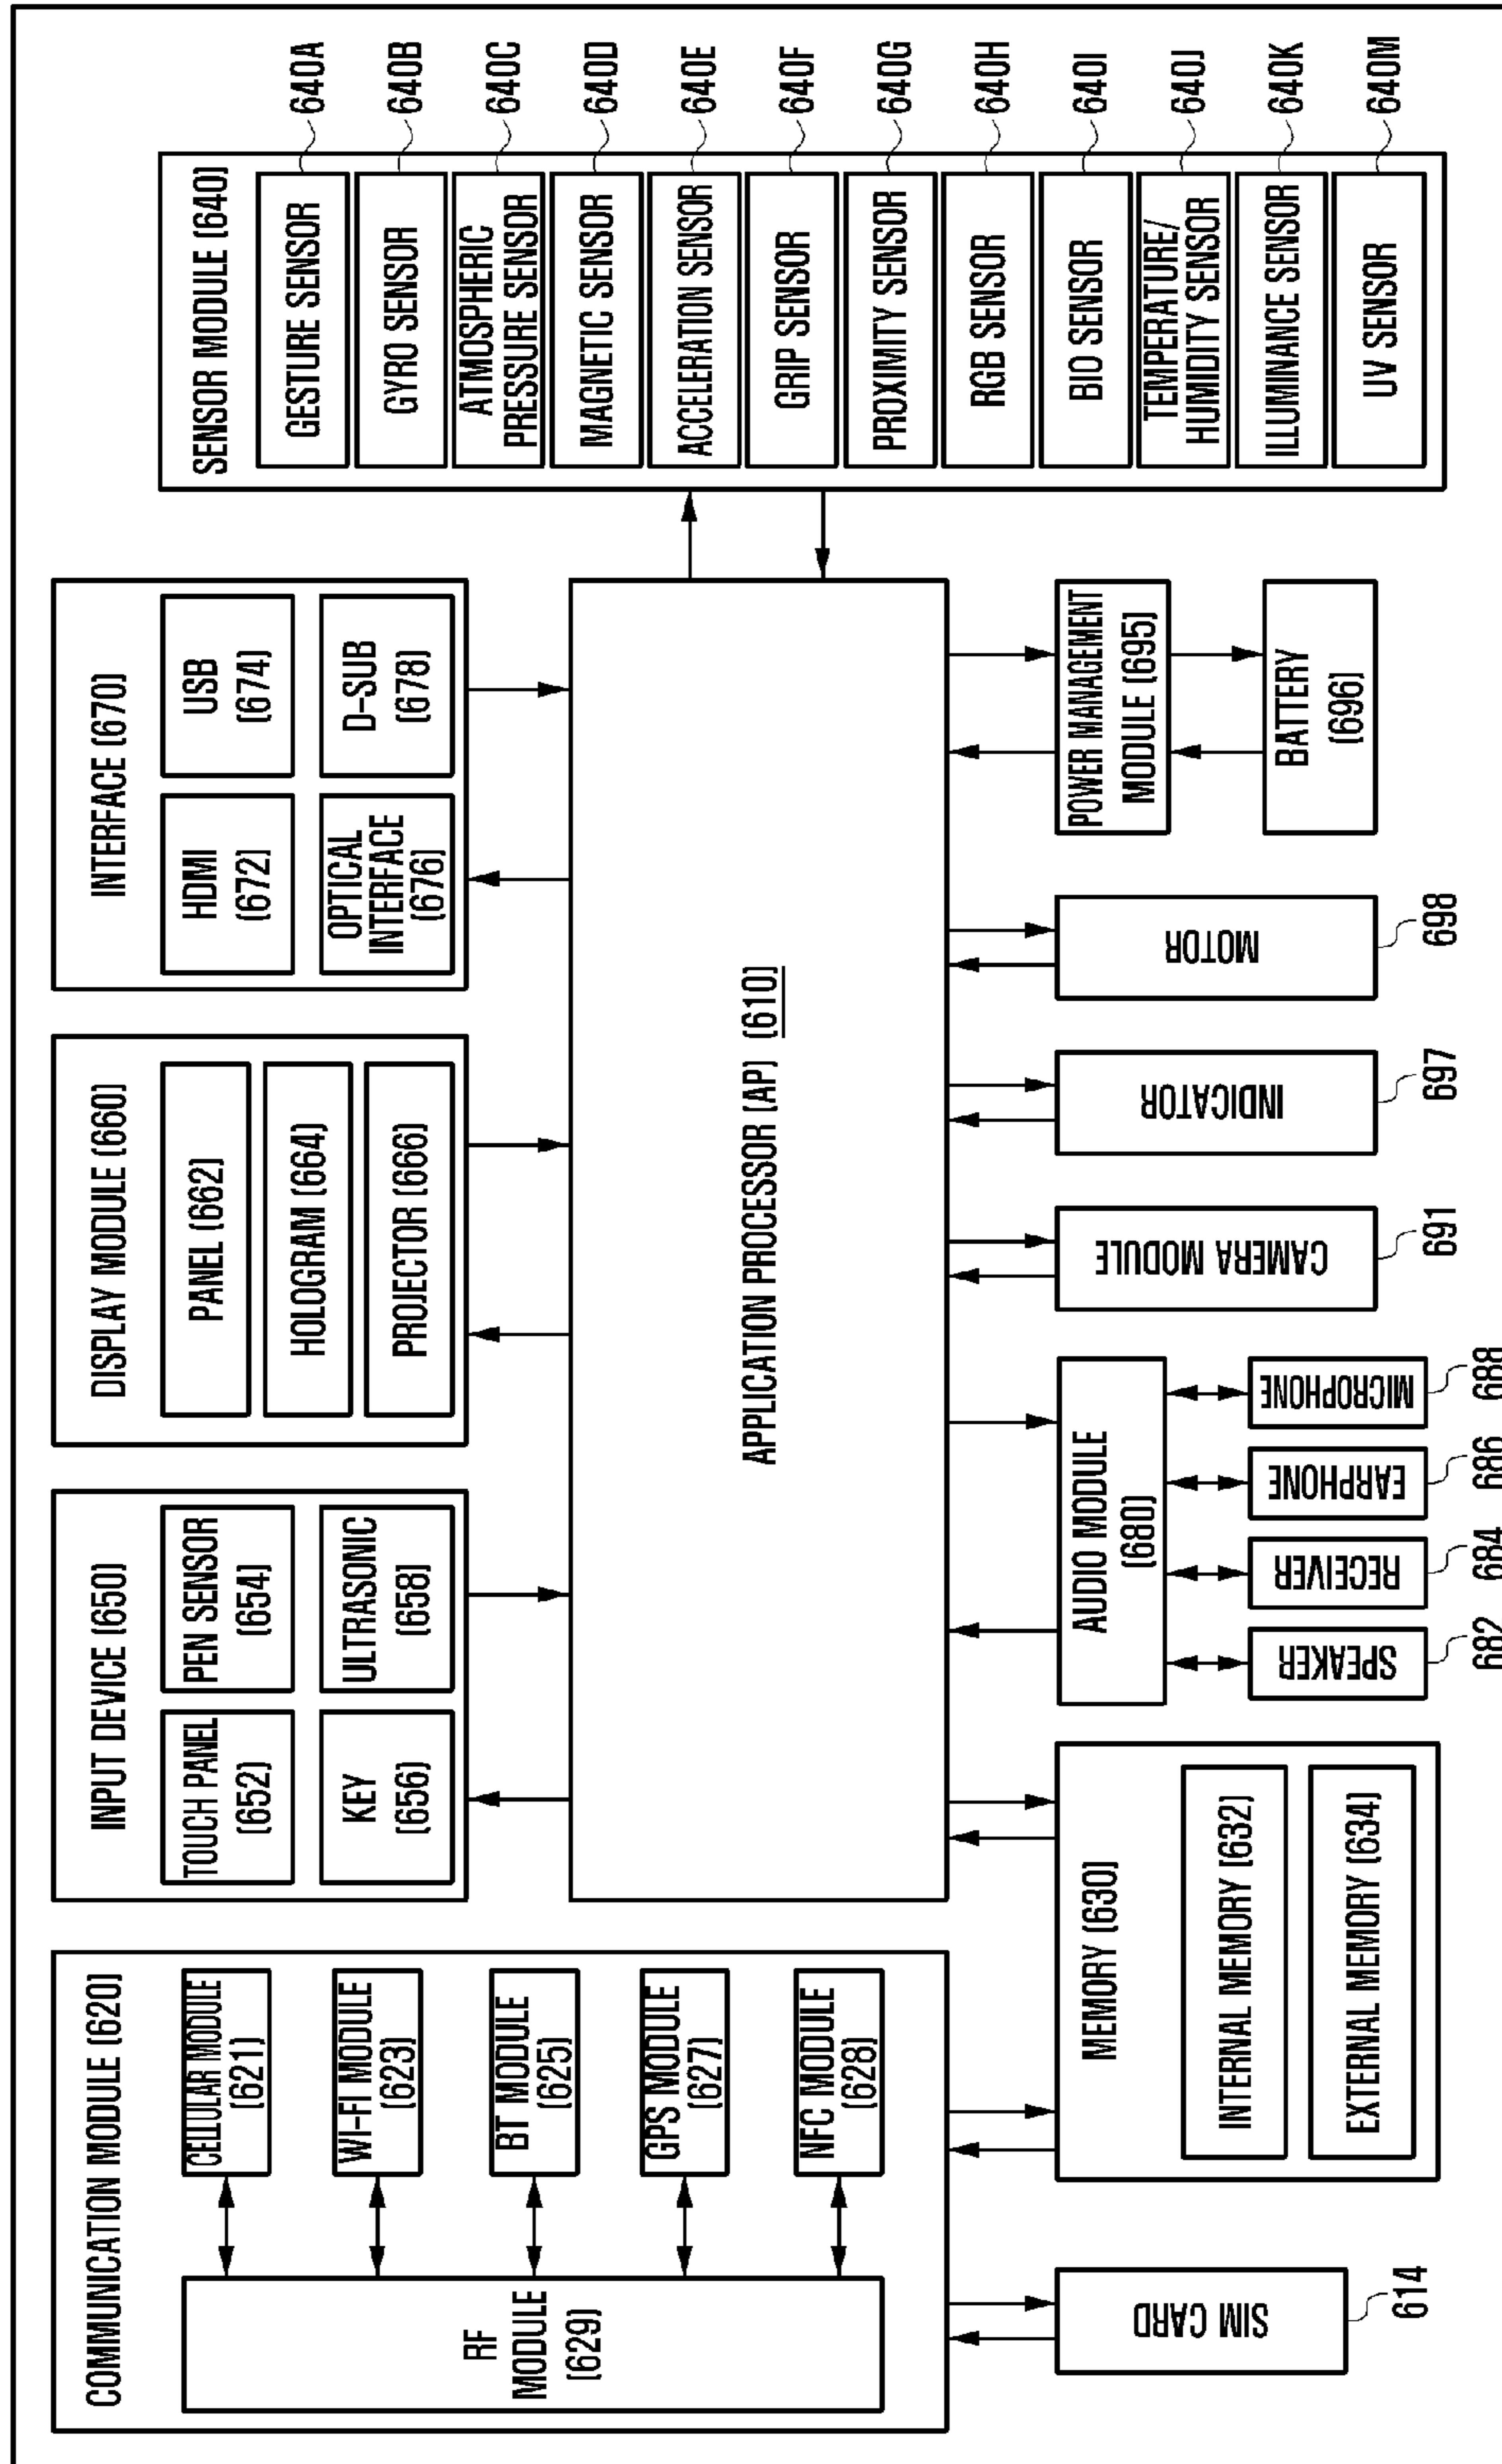 COMMUNICATION MODULE (620)
RF
MODULE
(629)
CELLULAR MODULE
(621)
WI-FI MODULE
(623)
BT MODULE
(625)
GPS MODULE
(627)
NFC MODULE
(628)
SIM CARD
614
INPUT DEVICE (650)
TOUCH PANEL
(652)
PEN SENSOR
(654)
KEY
(656)
ULTRASONIC
(658)
DISPLAY MODULE (660)
PANEL (662)
HOLOGRAM (664)
PROJECTOR (666)
INTERFACE (670)
HDMI
(672)
USB
(674)
OPTICAL
INTERFACE
(676)
D-SUB
(678)
APPLICATION PROCESSOR (AP) (610)
SENSOR MODULE (640)
GESTURE SENSOR
640A
GYRO SENSOR
640B
ATMOSPHERIC
PRESSURE SENSOR
640C
MAGNETIC SENSOR
640D
ACCELERATION SENSOR
640E
GRIP SENSOR
640F
PROXIMITY SENSOR
640G
RGB SENSOR
640H
BIO SENSOR
640I
TEMPERATURE/
HUMIDITY SENSOR
640J
ILLUMINANCE SENSOR
640K
UV SENSOR
640M
MEMORY (630)
INTERNAL MEMORY (632)
EXTERNAL MEMORY (634)
AUDIO MODULE
(680)
SPEAKER
682
RECEIVER
684
EARPHONE
686
MICROPHONE
688
CAMERA MODULE
691
INDICATOR
697
MOTOR
698
POWER MANAGEMENT
MODULE (695)
BATTERY
(696)